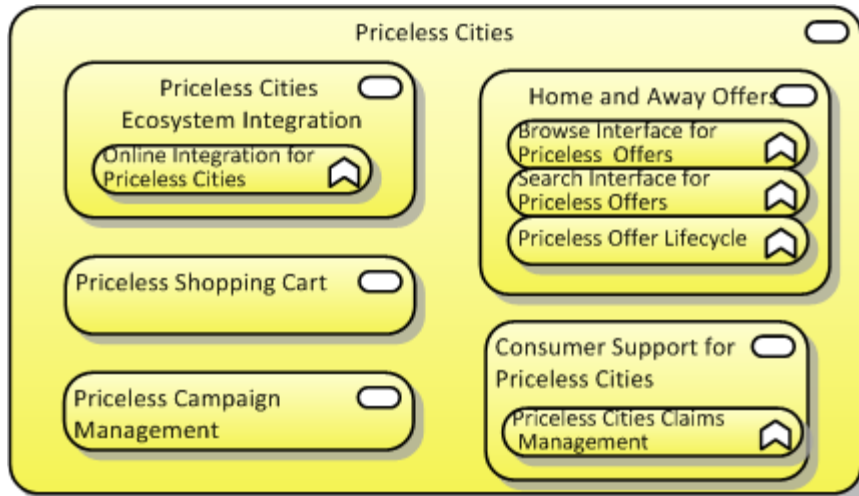 Priceless Cities
Priceless Cities
Ecosystem Integration
Online Integration for
Priceless Cities
Home and Away Offers
Browse Interface for
Priceless Offers
Search Interface for
Priceless Offers
Priceless Offer Lifecycle
Priceless Shopping Cart
Consumer Support for
Priceless Cities
Priceless Cities Claims
Management
Priceless Campaign
Management